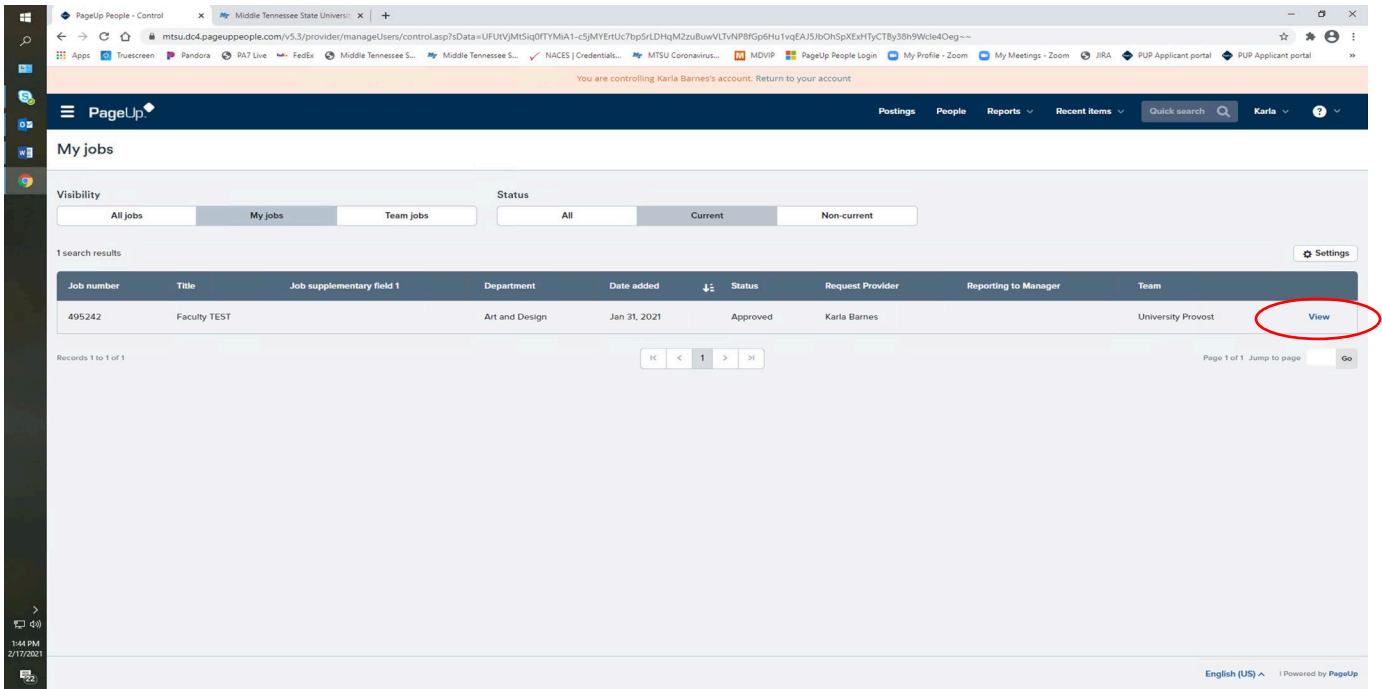 PageUp People - Control
Middle Tennessee State Universi
mtsu.dc4.pageuppeople.com/v5.3/provider/manageUsers/control.asp?sData=
Apps Truescreen Pandora PA7 Live FedEx Middle Tennessee S... Middle Tennessee S... NACES | Credentials... MTSU Coronavirus... MDVIP PageUp People Login My Profile - Zoom My Meetings - Zoom JIRA PUP Applicant portal PUP Applicant portal »
You are controlling Karla Barnes's account. Return to your account
PageUp. Postings People Reports Recent items Quick search Karla ?
My jobs
Visibility Status
All jobs My jobs Team jobs All Current Non-current
1 search results Settings
Job number Title Job supplementary field 1 Department Date added Status Request Provider Reporting to Manager Team
495242 Faculty TEST Art and Design Jan 31, 2021 Approved Karla Barnes University Provost View
Records 1 to 1 of 1 1 Page 1 of 1 Jump to page Go
1:44 PM
2/17/2021
22
English (US) | Powered by PageUp